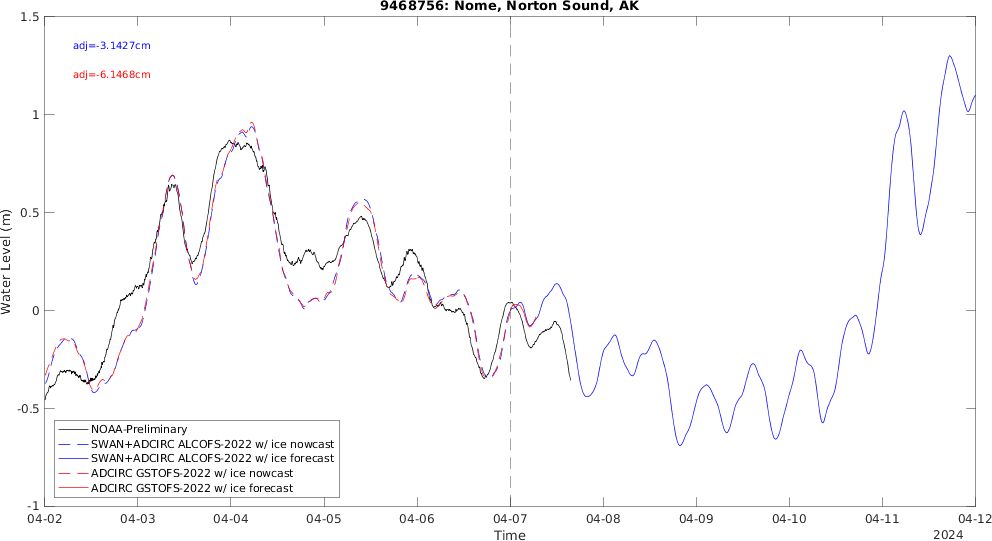 9468756: Nome, Norton Sound, AK
1.5
adj=-3.1427cm
adj=-6.1468cm
1
0.5
0
-0.5
-1
Water Level (m)
NOAA-Preliminary
SWAN+ADCIRC ALCOFS-2022 w/ ice nowcast
SWAN+ADCIRC ALCOFS-2022 w/ ice forecast
ADCIRC GSTOFS-2022 w/ ice nowcast
ADCIRC GSTOFS-2022 w/ ice forecast
04-02 04-03 04-04 04-05 04-06 04-07 04-08 04-09 04-10 04-11 04-12
Time
2024